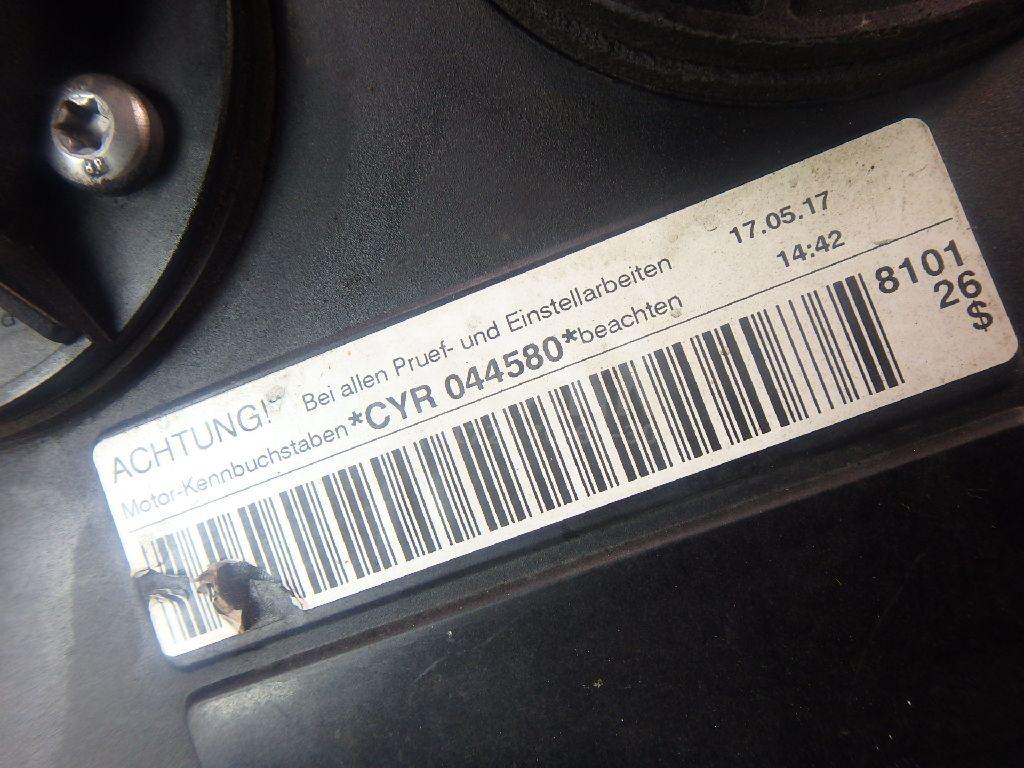 ACHTUNG! Bei allen Pruef- und Einstellarbeiten 17.05.17
Motor-Kennbuchstaben *CYR 044580* beachten 14:42
8101
26
$